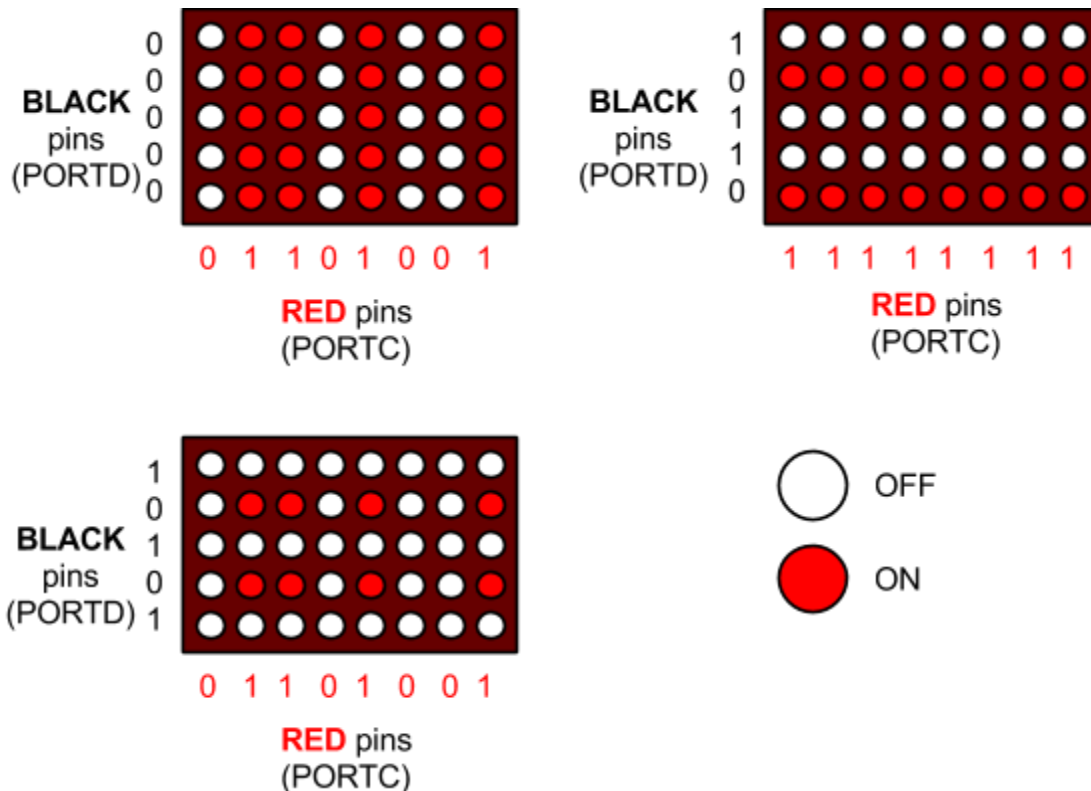 0
0
0
0
0
BLACK
pins
(PORTD)
0 1 1 0 1 0 0 1
RED pins
(PORTC)
1
0
1
1
0
BLACK
pins
(PORTD)
1 1 1 1 1 1 1 1
RED pins
(PORTC)
1
0
1
0
1
BLACK
pins
(PORTD)
0 1 1 0 1 0 0 1
RED pins
(PORTC)
OFF
ON